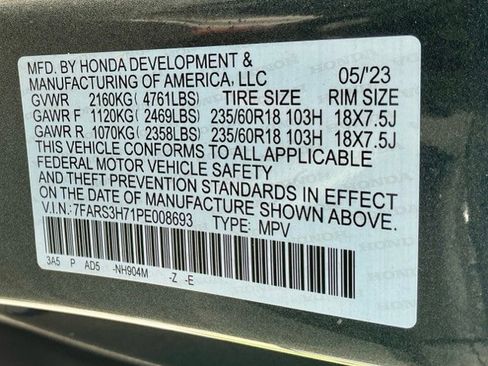 MFD. BY HONDA DEVELOPMENT &
MANUFACTURING OF AMERICA, LLC 05/'23
GVWR 2160KG( 4761LBS) TIRE SIZE RIM SIZE
GAWR F 1120KG( 2469LBS) 235/60R18 103H 18X7.5J
GAWR R 1070KG( 2358LBS) 235/60R18 103H 18X7.5J
THIS VEHICLE CONFORMS TO ALL APPLICABLE
FEDERAL MOTOR VEHICLE SAFETY
AND THEFT PREVENTION STANDARDS IN EFFECT
ON THE DATE OF MANUFACTURE SHOWN ABOVE.
V.I.N.:7FARS3H71PE008693 TYPE: MPV
3A5 P AD5 -NH904M -Z -E